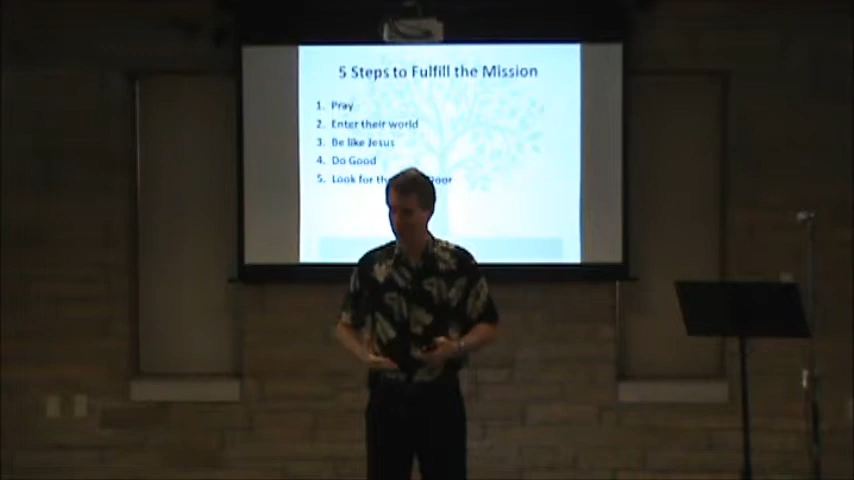 5 Steps to Fulfill the Mission
1. Pray
2. Enter their world
3. Be like Jesus
4. Do Good
5. Look for the Door